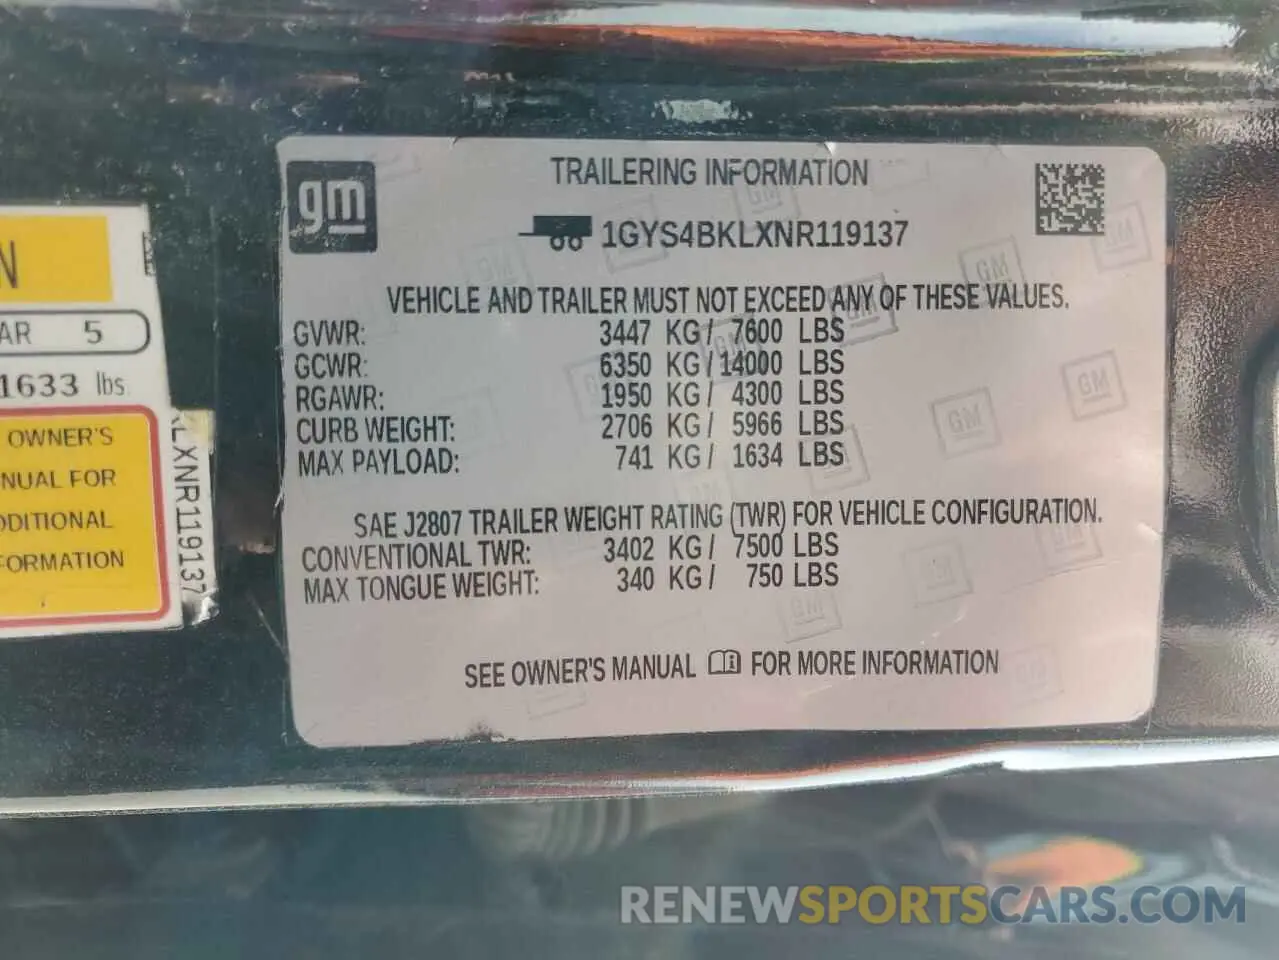 gm
TRAILERING INFORMATION
1GYS4BKLXNR119137
VEHICLE AND TRAILER MUST NOT EXCEED ANY OF THESE VALUES.
GVWR: 3447 KG/ 7600 LBS
GCWR: 6350 KG/14000 LBS
RGAWR: 1950 KG/ 4300 LBS
CURB WEIGHT: 2706 KG/ 5966 LBS
MAX PAYLOAD: 741 KG/ 1634 LBS
SAE J2807 TRAILER WEIGHT RATING (TWR) FOR VEHICLE CONFIGURATION.
CONVENTIONAL TWR: 3402 KG/ 7500 LBS
MAX TONGUE WEIGHT: 340 KG/ 750 LBS
SEE OWNER'S MANUAL FOR MORE INFORMATION
N
AR 5
1633 lbs.
OWNER'S
NUAL FOR
DDITIONAL
FORMATION
LXNR119137
RENEWSPORTSCARS.COM